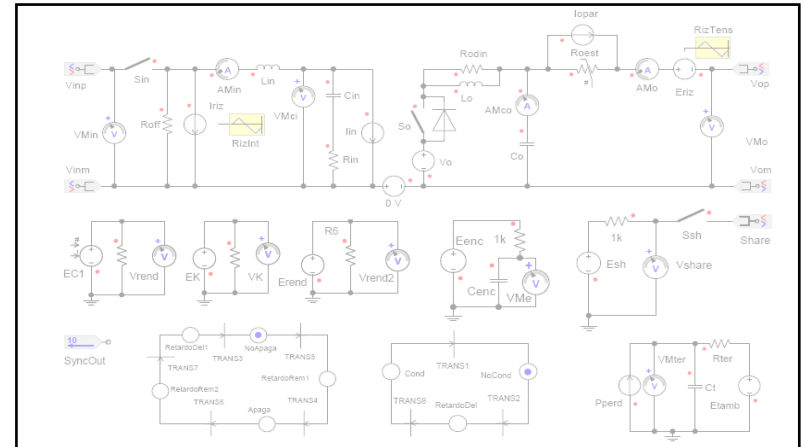 Iopar
RizTens
Rodin
Roest
Vinp
Sin
AMin
Lin
Lo
#
AMo
Eriz
Vop
Iriz
VMci
Cin
AMco
VMin
Roff
RizInt
Iin
So
VMo
Rin
Vo
Co
Vinm
0 V
Vom
R6
1k
1k
Ssh
Share
EC1
Vrend
EK
VK
Erend
Vrend2
Eenc
Cenc
VMe
Esh
Vshare
10
SyncOut
RetardoDel1
NoApaga
TRANS3
TRANS5
TRANS7
RetardoRem1
RetardoRem2
TRANS6
Apaga
TRANS4
TRANS1
Cond
NoCond
TRANS8
RetardoDel
TRANS2
VMter
Rter
Pperd
Ct
Etamb